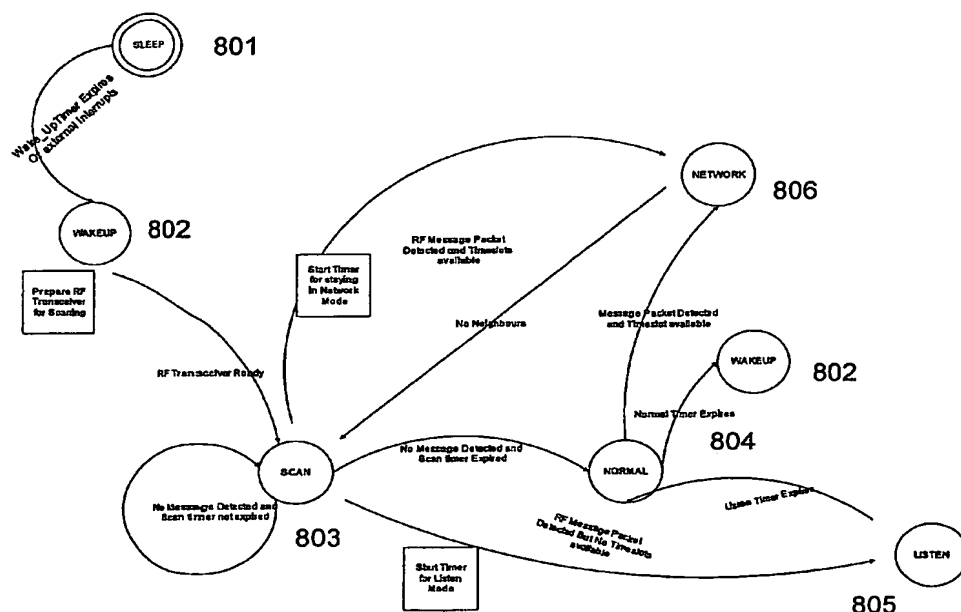 SLEEP
801
Wake_UpTimer Expires
Or external Interrupts
NETWORK
806
WAKEUP
802
RF Message Packet
Detected and Timeslots
available
Start Timer
for staying
in Network
Mode
Prepare RF
Transceiver
for Scaning
Message Packet Detected
and Timeslot available
No Neighbours
WAKEUP
802
RF Transceiver Ready
Normal Timer Expires
804
No Message Detected and
Scan timer Expired
SCAN
NORMAL
Listen Timer Expires
No Message Detected and
Scan timer not expired
803
RF Message Packet
Detected But No Timeslots
available
LISTEN
Start Timer
for Listen
Mode
805